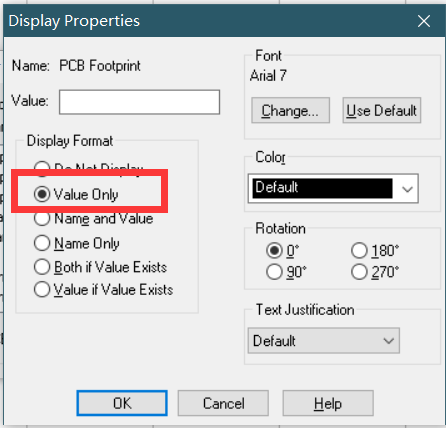 Display Properties
Name: PCB Footprint
Value:
Font
Arial 7
Change...
Use Default
Display Format
Do Not Display
Value Only
Name and Value
Name Only
Both if Value Exists
Value if Value Exists
Color
Default
Rotation
0°
180°
90°
270°
Text Justification
Default
OK
Cancel
Help